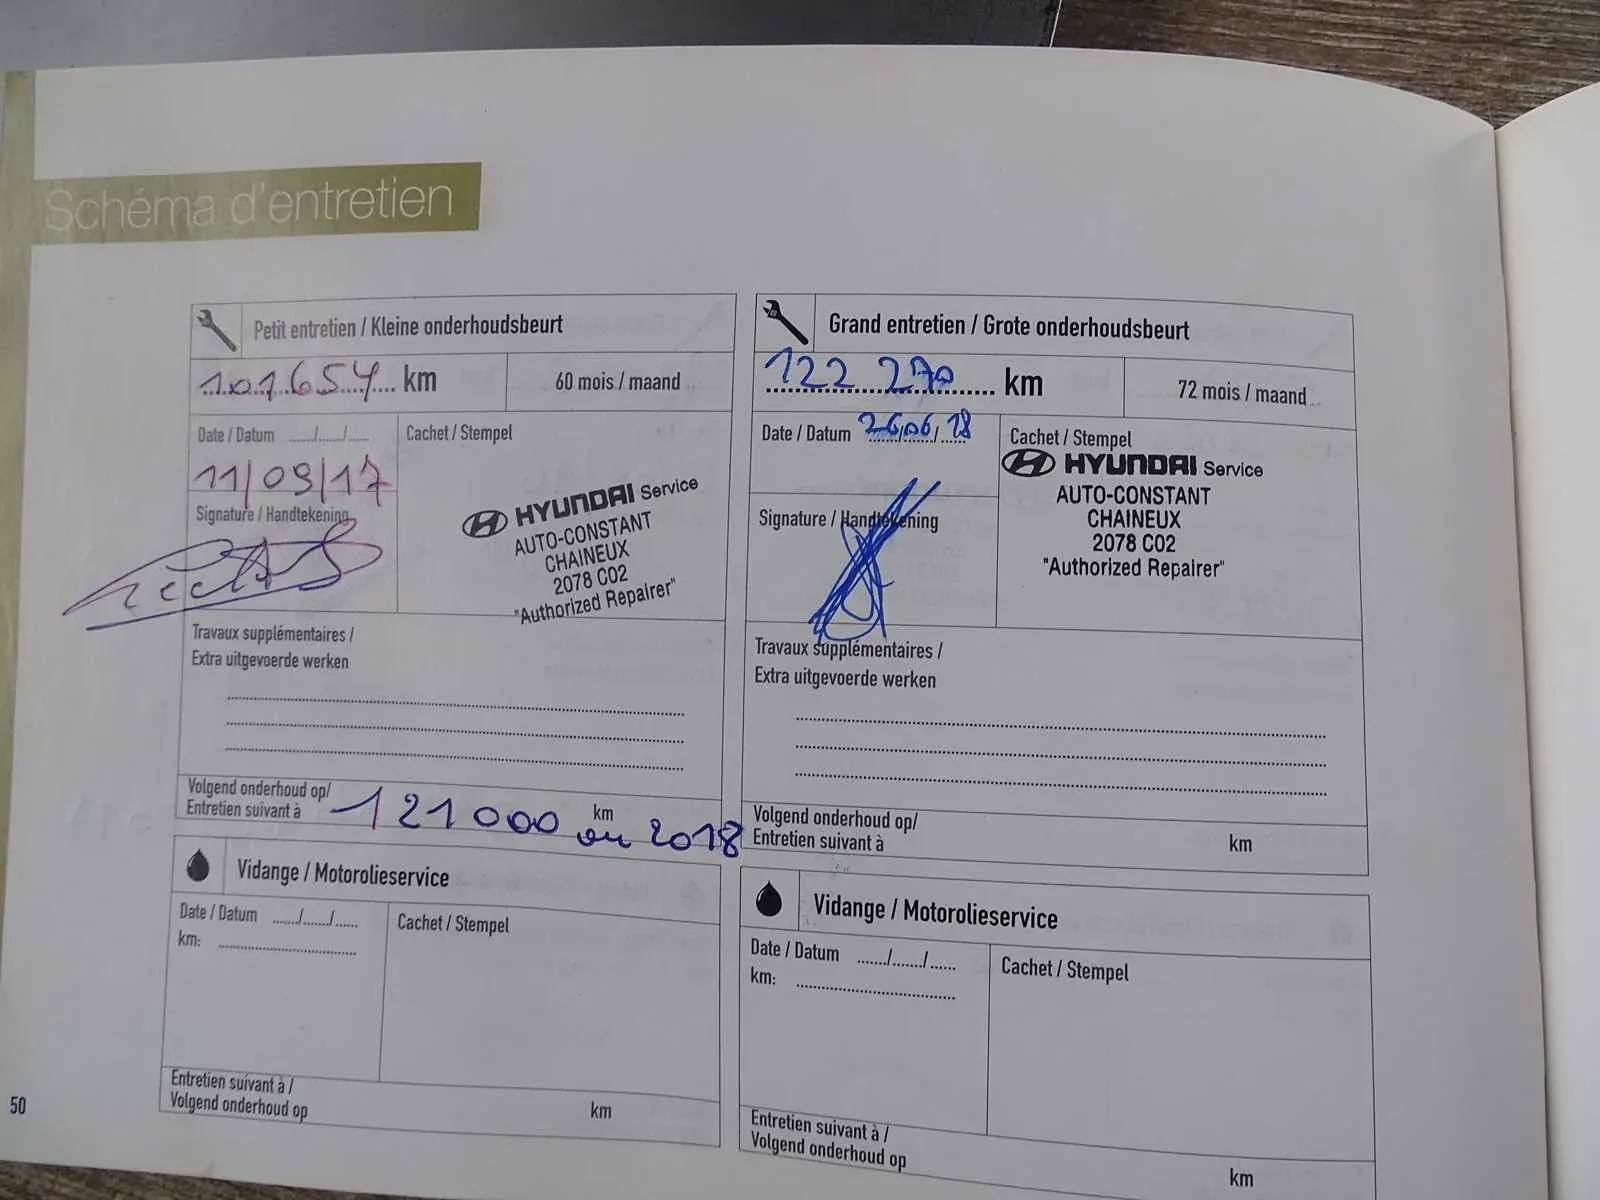 Schéma d'entretien
Petit entretien / Kleine onderhoudsbeurt
101654 km
60 mois / maand
Date / Datum ....../....../......
11/09/17
Cachet / Stempel
Signature / Handtekening
HYUNDAI Service
AUTO-CONSTANT
CHAINEUX
2078 C02
"Authorized Repairer"
Travaux supplémentaires /
Extra uitgevoerde werken
Volgend onderhoud op/
Entretien suivant à
121000 km
ou 2018
Vidange / Motorolieservice
Date / Datum ....../....../......
km: ..............................
Cachet / Stempel
Entretien suivant à /
Volgend onderhoud op
km
Grand entretien / Grote onderhoudsbeurt
122 270 km
72 mois / maand
Date / Datum 26/06/18
Cachet / Stempel
Signature / Handtekening
HYUNDAI Service
AUTO-CONSTANT
CHAINEUX
2078 C02
"Authorized Repairer"
Travaux supplémentaires /
Extra uitgevoerde werken
Volgend onderhoud op/
Entretien suivant à
km
Vidange / Motorolieservice
Date / Datum ....../....../......
km: ..............................
Cachet / Stempel
Entretien suivant à /
Volgend onderhoud op
km
50